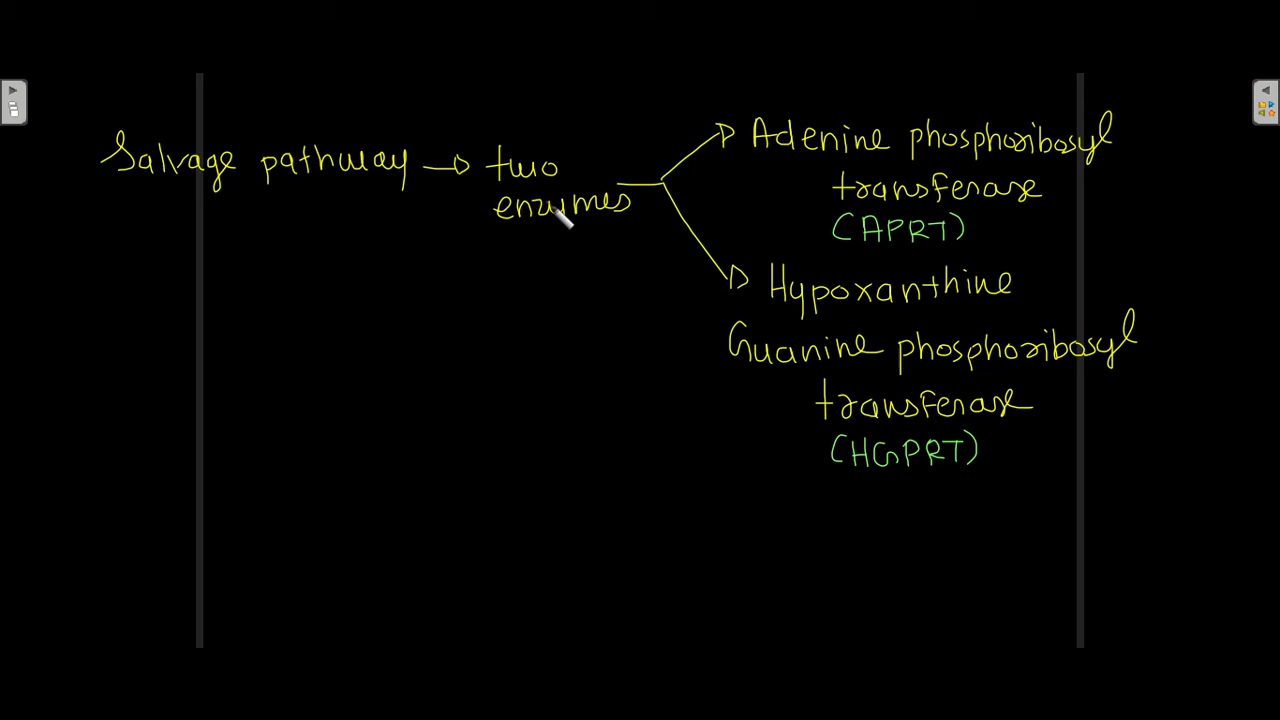 Salvage pathway → two enzymes
Adenine phosphoribosyl
transferase
(APRT)
Hypoxanthine
Guanine phosphoribosyl
transferase
(HGPRT)